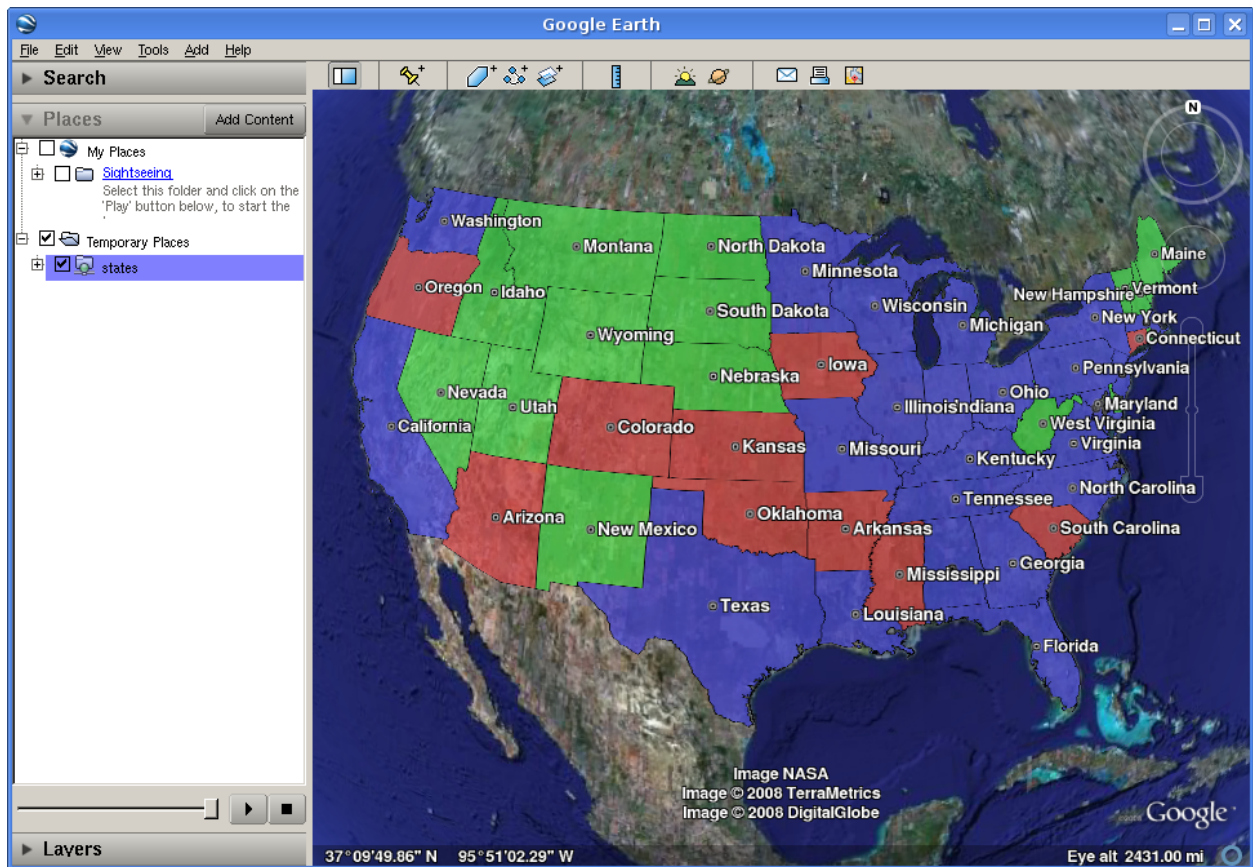 Google Earth
File Edit View Tools Add Help
Search
Places
Add Content
My Places
Sightseeing
Select this folder and click on the
'Play' button below, to start the
Temporary Places
states
Layers
N
Washington
Montana
North Dakota
Minnesota
Maine
Oregon
Idaho
South Dakota
Wisconsin
Michigan
New Hampshire
Vermont
New York
Wyoming
Connecticut
Iowa
Nebraska
Pennsylvania
Nevada
Utah
Illinois
Indiana
Ohio
Maryland
California
Colorado
Kansas
Missouri
Kentucky
West Virginia
Virginia
Arizona
New Mexico
Oklahoma
Arkansas
Tennessee
North Carolina
South Carolina
Mississippi
Georgia
Texas
Louisiana
Florida
Image NASA
Image © 2008 TerraMetrics
Image © 2008 DigitalGlobe
Google
37°09'49.86" N 95°51'02.29" W
Eye alt 2431.00 mi